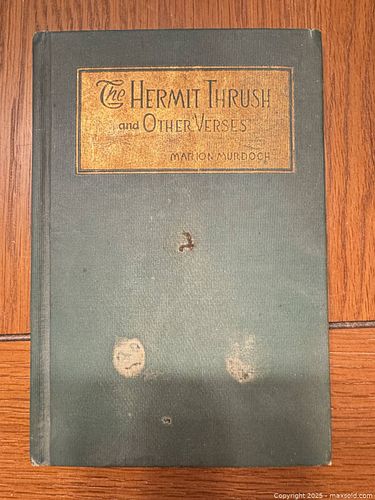 The HERMIT THRUSH
and OTHER VERSES
MARION MURDOCH
Copyright 2025 - maxsold.com